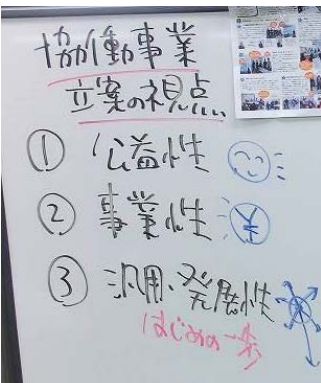 協働事業
立案の視点
① 公益性
② 事業性 ¥
③ 汎用・発展性
はじめの一歩